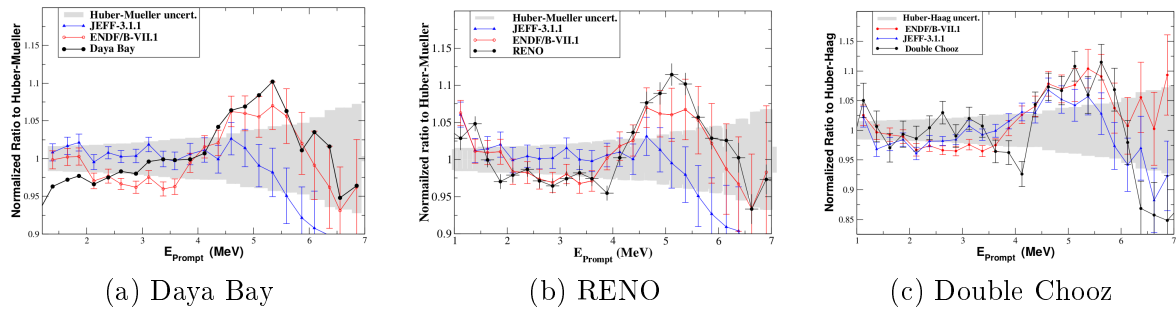 Huber-Mueller uncert.
JEFF-3.1.1
ENDF/B-VII.1
Daya Bay
Normalized Ratio to Huber-Mueller
1.15
1.1
1.05
1
0.95
0.9
2
3
4
5
6
7
E_Prompt (MeV)
(a) Daya Bay
Huber-Mueller uncert.
JEFF-3.1.1
ENDF/B-VII.1
RENO
Normalized ratio to Huber-Mueller
1.15
1.1
1.05
1
0.95
0.9
1
2
3
4
5
6
7
E_Prompt (MeV)
(b) RENO
Huber-Haag uncert.
ENDF/B-VII.1
JEFF-3.1.1
Double Chooz
Normalized Ratio to Huber-Haag
1.15
1.1
1.05
1
0.95
0.9
0.85
1
2
3
4
5
6
7
E_Prompt (MeV)
(c) Double Chooz